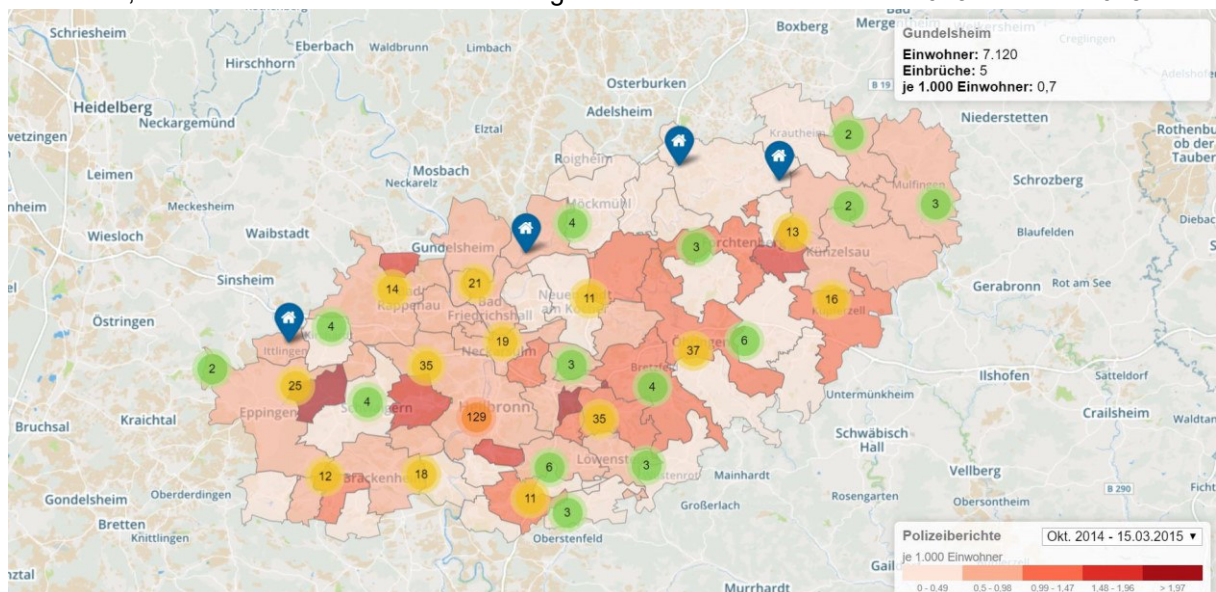 Schriesheim
Eberbach
Waldbrunn
Limbach
Boxberg
Hirschhorn
Osterburken
Heidelberg
Neckargemünd
Adelsheim
B 19
Niederstetten
Elztal
Krautheim
2
Roigheim
Mosbach
Neckarelz
Leimen
Meckesheim
Möckmühl
Mulfingen
Schrozberg
4
2
3
Wiesloch
Waibstadt
Gundelsheim
3
13
Künzelsau
Blaufelden
Sinsheim
14
21
11
16
Gerabronn
Rot am See
Rappenau
Bad
Friedrichshall
Östringen
4
19
6
Ittlingen
37
2
35
3
Bretzfeld
Ilshofen
Satteldorf
25
4
4
Untermünkheim
Eppingen
129
35
Kraichtal
Crailsheim
Bruchsal
Schwäbisch
Hall
6
3
12
18
Mainhardt
Vellberg
Gondelsheim
Oberderdingen
11
3
Großerlach
Rosengarten
Obersontheim
B 290
Bretten
Knittlingen
Oberstenfeld
Murrhardt
Gundelsheim
Einwohner: 7.120
Einbrüche: 5
je 1.000 Einwohner: 0,7
Polizeiberichte
Okt. 2014 - 15.03.2015
je 1.000 Einwohner
0 - 0.49 0.5 - 0.98 0.99 - 1.47 1.48 - 1.96 > 1.97